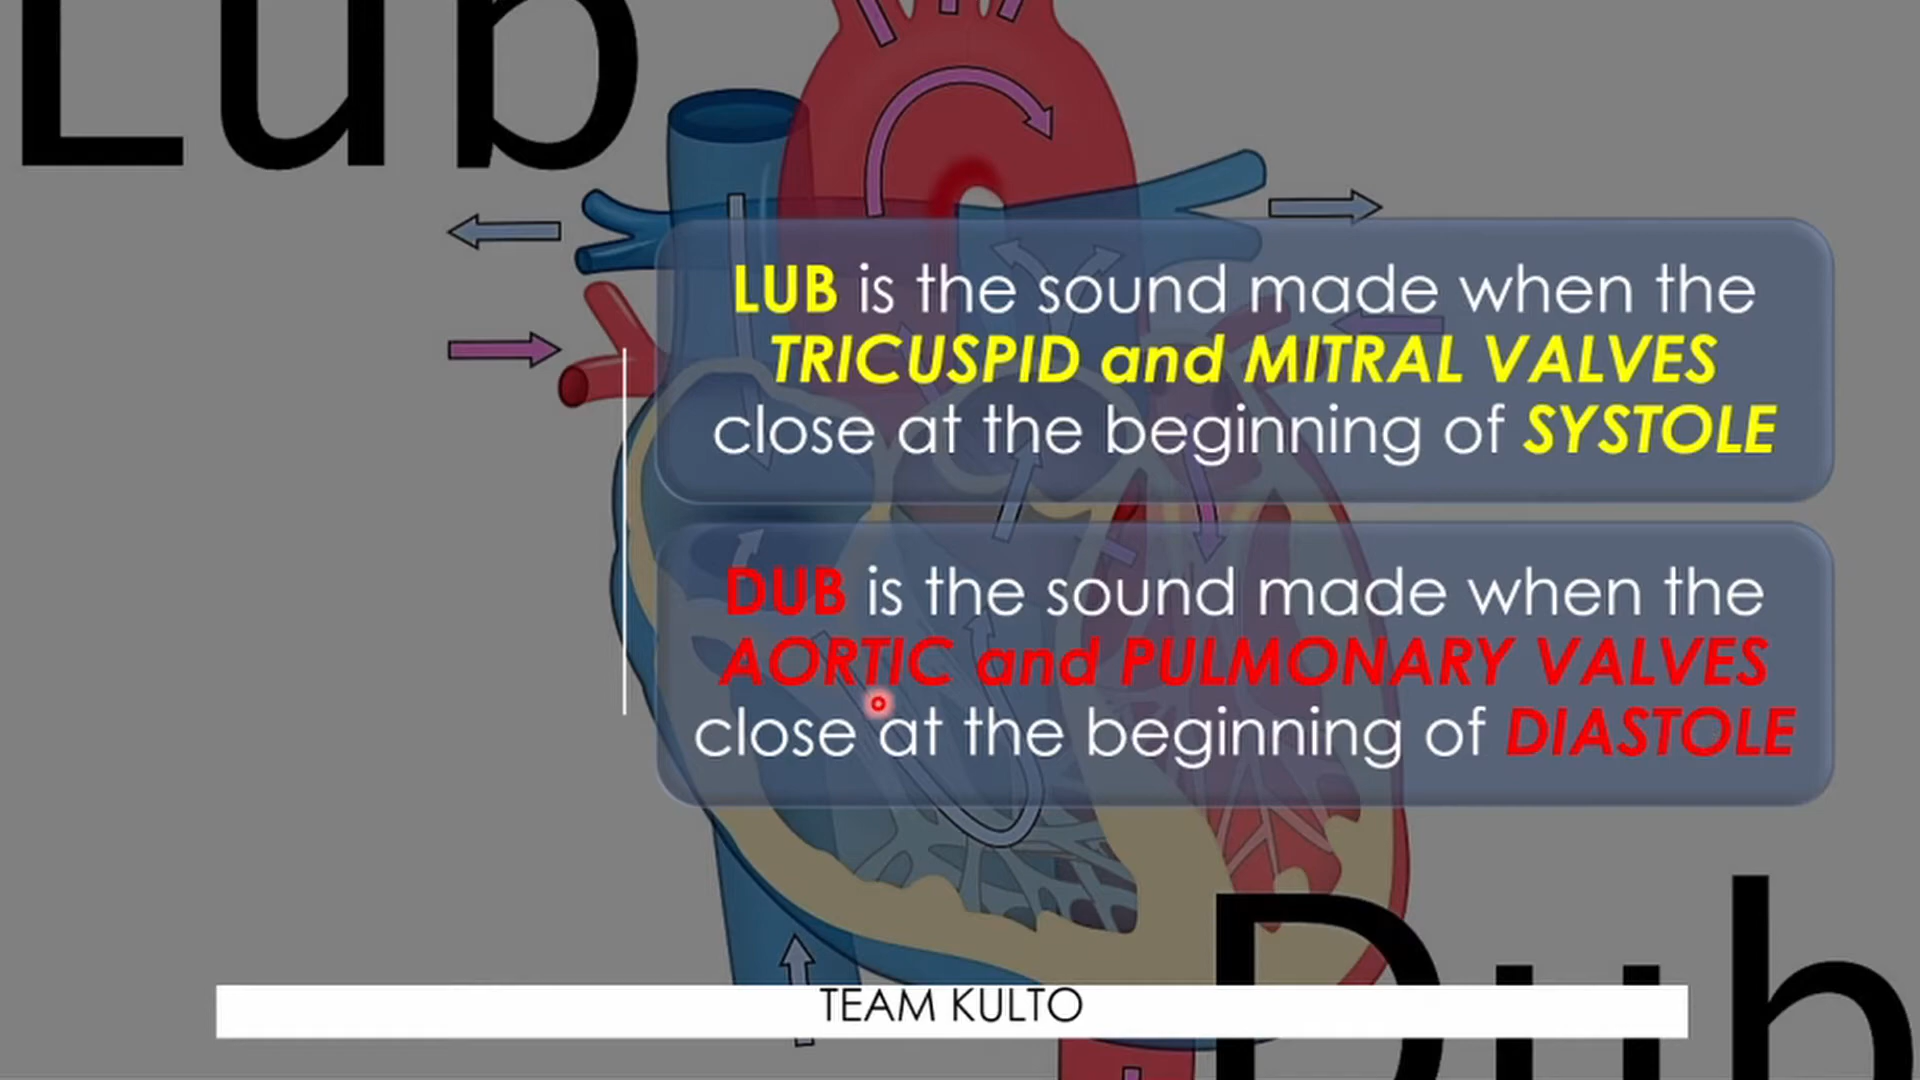 Lub
LUB is the sound made when the
TRICUSPID and MITRAL VALVES
close at the beginning of SYSTOLE
DUB is the sound made when the
AORTIC and PULMONARY VALVES
close at the beginning of DIASTOLE
Dub
TEAM KULTO